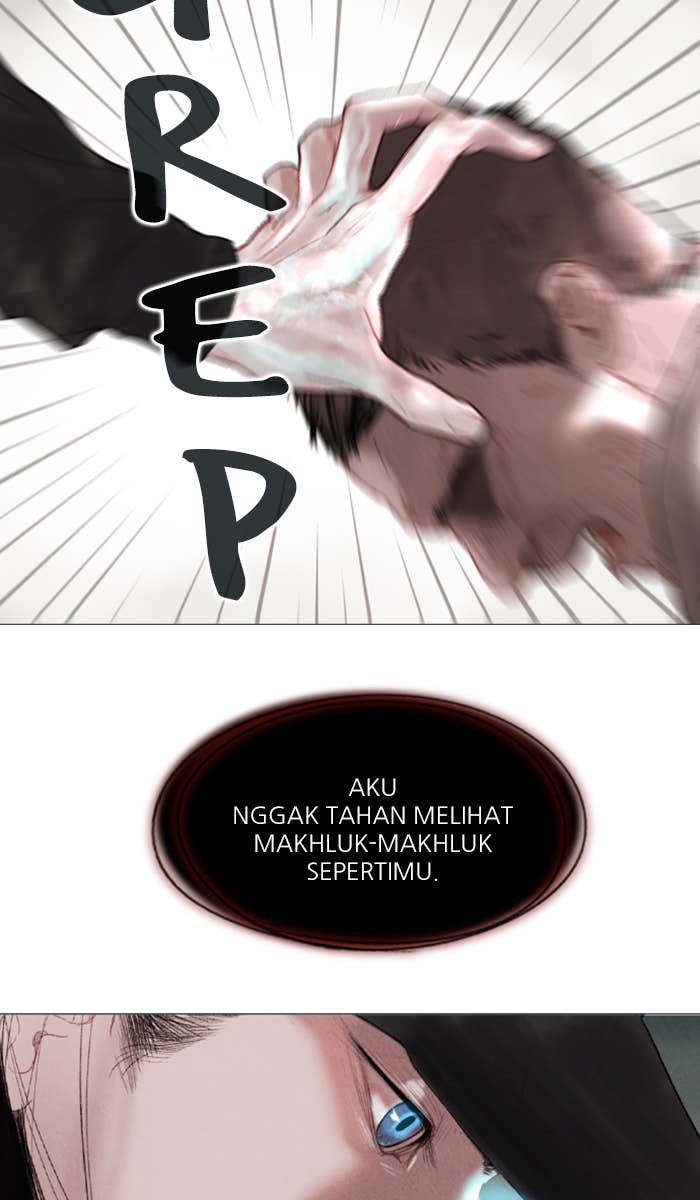 GREP
AKU
NGGAK TAHAN MELIHAT
MAKHLUK-MAKHLUK
SEPERTIMU.